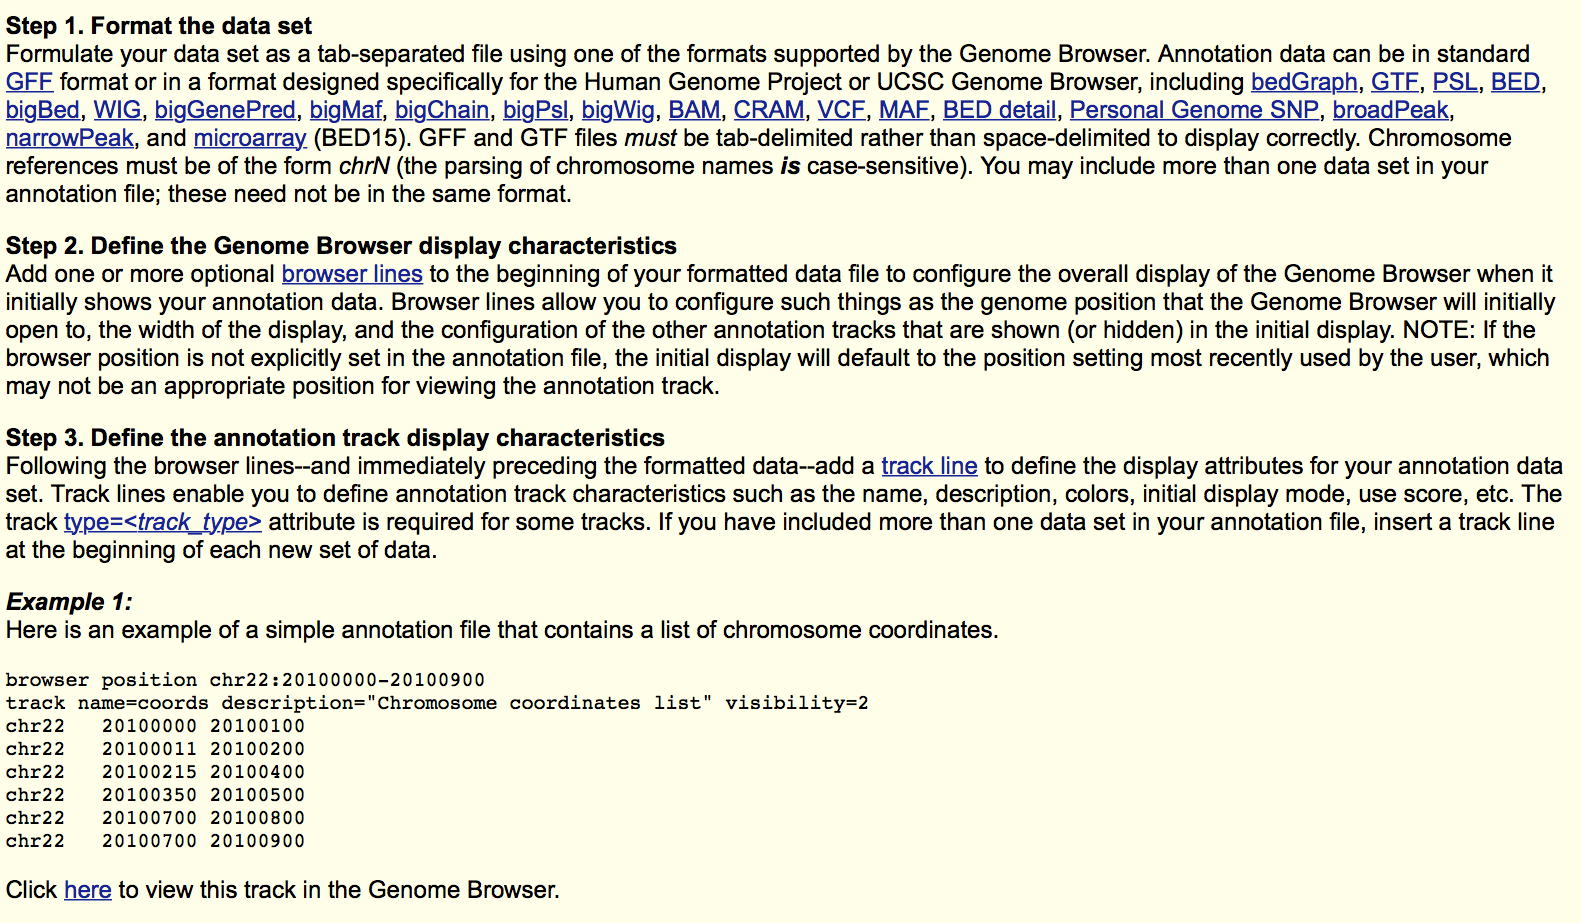 Step 1. Format the data set
Formulate your data set as a tab-separated file using one of the formats supported by the Genome Browser. Annotation data can be in standard
GFF format or in a format designed specifically for the Human Genome Project or UCSC Genome Browser, including bedGraph, GTF, PSL, BED,
bigBed, WIG, bigGenePred, bigMaf, bigChain, bigPsl, bigWig, BAM, CRAM, VCF, MAF, BED detail, Personal Genome SNP, broadPeak,
narrowPeak, and microarray (BED15). GFF and GTF files must be tab-delimited rather than space-delimited to display correctly. Chromosome
references must be of the form chrN (the parsing of chromosome names is case-sensitive). You may include more than one data set in your
annotation file; these need not be in the same format.
Step 2. Define the Genome Browser display characteristics
Add one or more optional browser lines to the beginning of your formatted data file to configure the overall display of the Genome Browser when it
initially shows your annotation data. Browser lines allow you to configure such things as the genome position that the Genome Browser will initially
open to, the width of the display, and the configuration of the other annotation tracks that are shown (or hidden) in the initial display. NOTE: If the
browser position is not explicitly set in the annotation file, the initial display will default to the position setting most recently used by the user, which
may not be an appropriate position for viewing the annotation track.
Step 3. Define the annotation track display characteristics
Following the browser lines--and immediately preceding the formatted data--add a track line to define the display attributes for your annotation data
set. Track lines enable you to define annotation track characteristics such as the name, description, colors, initial display mode, use score, etc. The
track type=<track_type> attribute is required for some tracks. If you have included more than one data set in your annotation file, insert a track line
at the beginning of each new set of data.
Example 1:
Here is an example of a simple annotation file that contains a list of chromosome coordinates.
browser position chr22:20100000-20100900
track name=coords description="Chromosome coordinates list" visibility=2
chr22   20100000 20100100
chr22   20100011 20100200
chr22   20100215 20100400
chr22   20100350 20100500
chr22   20100700 20100800
chr22   20100700 20100900
Click here to view this track in the Genome Browser.